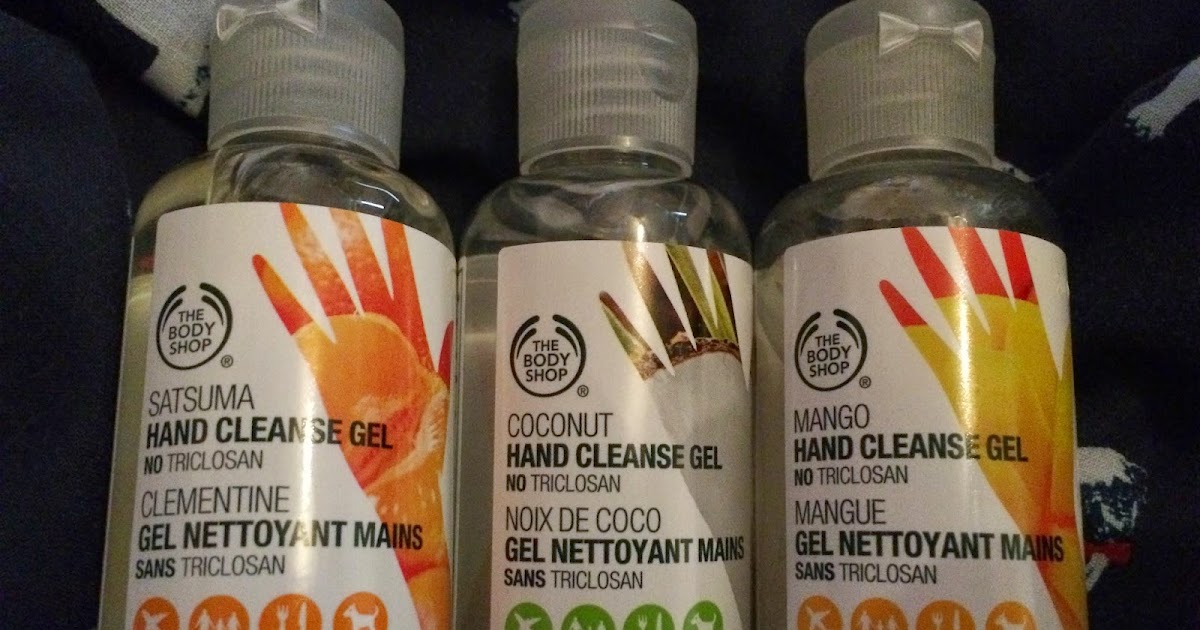 THE
BODY
SHOP
®
SATSUMA
HAND CLEANSE GEL
NO TRICLOSAN
CLEMENTINE
GEL NETTOYANT MAINS
SANS TRICLOSAN
THE
BODY
SHOP
®
COCONUT
HAND CLEANSE GEL
NO TRICLOSAN
NOIX DE COCO
GEL NETTOYANT MAINS
SANS TRICLOSAN
THE
BODY
SHOP
®
MANGO
HAND CLEANSE GEL
NO TRICLOSAN
MANGUE
GEL NETTOYANT MAINS
SANS TRICLOSAN